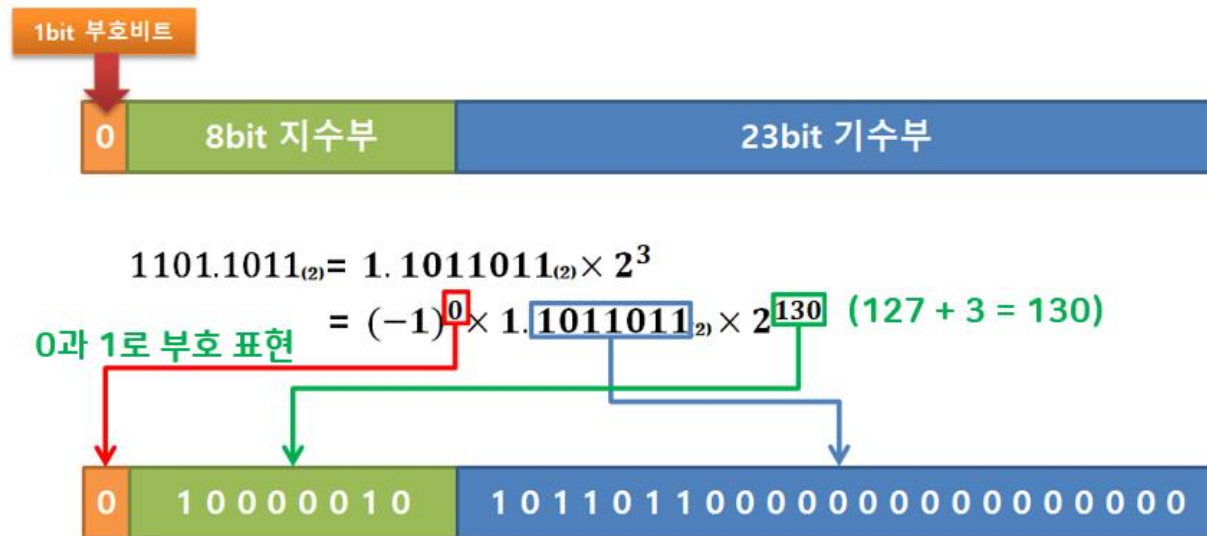 1bit 부호비트
0 8bit 지수부 23bit 기수부
1101.1011₍₂₎= 1. 1011011₍₂₎× 2³
= (−1)⁰× 1. 1011011₂₎ × 2¹³⁰ (127 + 3 = 130)
0과 1로 부호 표현
0 1 0 0 0 0 0 1 0 1 0 1 1 0 1 1 0 0 0 0 0 0 0 0 0 0 0 0 0 0 0 0